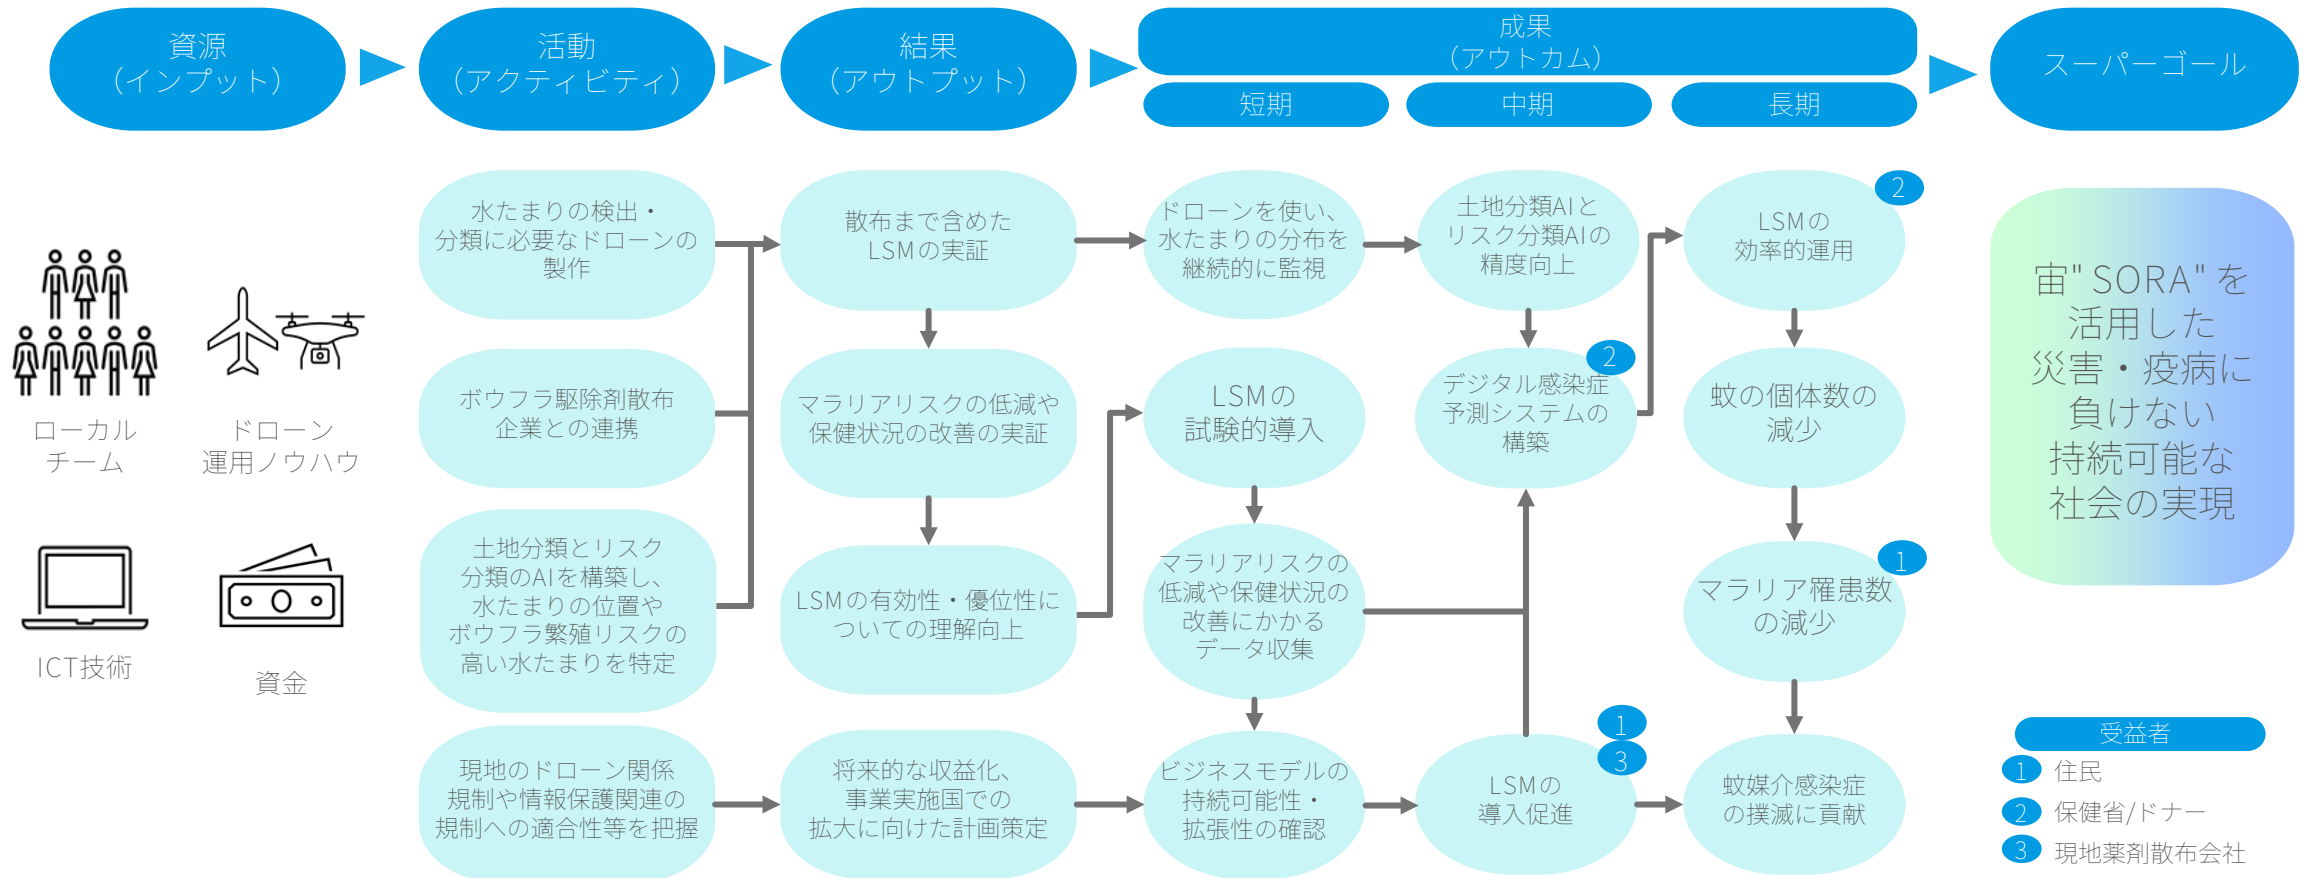 資源
（インプット）
活動
（アクティビティ）
結果
（アウトプット）
成果
（アウトカム）
短期
中期
長期
スーパーゴール
ローカル
チーム
ドローン
運用ノウハウ
ICT技術
資金
水たまりの検出・
分類に必要なドローンの
製作
ボウフラ駆除剤散布
企業との連携
土地分類とリスク
分類のAIを構築し、
水たまりの位置や
ボウフラ繁殖リスクの
高い水たまりを特定
現地のドローン関係
規制や情報保護関連の
規制への適合性等を把握
散布まで含めた
LSMの実証
マラリアリスクの低減や
保健状況の改善の実証
LSMの有効性・優位性に
ついての理解向上
将来的な収益化、
事業実施国での
拡大に向けた計画策定
ドローンを使い、
水たまりの分布を
継続的に監視
LSMの
試験的導入
マラリアリスクの
低減や保健状況の
改善にかかる
データ収集
ビジネスモデルの
持続可能性・
拡張性の確認
土地分類AIと
リスク分類AIの
精度向上
2
デジタル感染症
予測システムの
構築
1
3
LSMの
導入促進
2
LSMの
効率的運用
蚊の個体数の
減少
1
マラリア罹患数
の減少
蚊媒介感染症
の撲滅に貢献
宙"SORA"を
活用した
災害・疫病に
負けない
持続可能な
社会の実現
受益者
1 住民
2 保健省/ドナー
3 現地薬剤散布会社